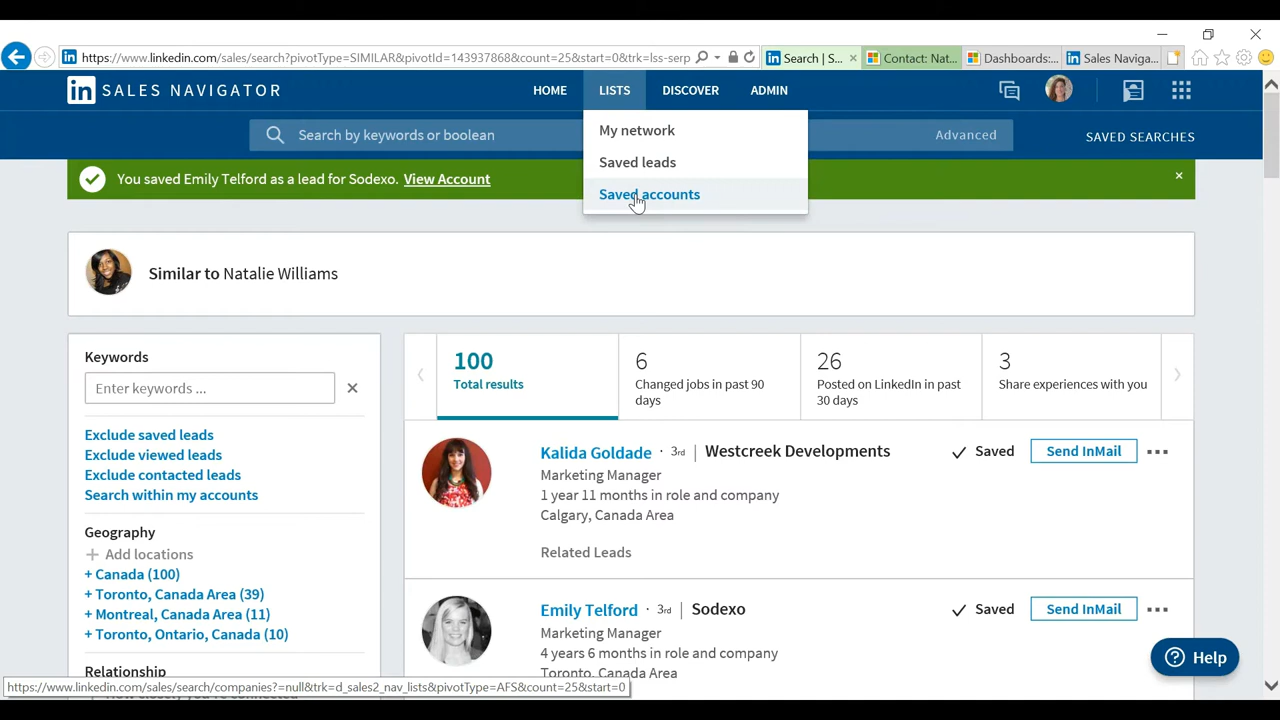 https://www.linkedin.com/sales/search?pivotType=SIMILAR&pivotId=143937868&count=25&start=0&trk=lss-serp
Search | S...
Contact: Nat...
Dashboards:...
Sales Naviga...
in SALES NAVIGATOR
HOME
LISTS
DISCOVER
ADMIN
Search by keywords or boolean
Advanced
SAVED SEARCHES
My network
Saved leads
Saved accounts
You saved Emily Telford as a lead for Sodexo. View Account
Similar to Natalie Williams
Keywords
Enter keywords ...
Exclude saved leads
Exclude viewed leads
Exclude contacted leads
Search within my accounts
Geography
+ Add locations
+ Canada (100)
+ Toronto, Canada Area (39)
+ Montreal, Canada Area (11)
+ Toronto, Ontario, Canada (10)
Relationship
100
Total results
6
Changed jobs in past 90
days
26
Posted on LinkedIn in past
30 days
3
Share experiences with you
Kalida Goldade · 3rd | Westcreek Developments
Saved
Send InMail
Marketing Manager
1 year 11 months in role and company
Calgary, Canada Area
Related Leads
Emily Telford · 3rd | Sodexo
Saved
Send InMail
Marketing Manager
4 years 6 months in role and company
Toronto, Canada Area
Help
https://www.linkedin.com/sales/search/companies?=null&trk=d_sales2_nav_lists&pivotType=AFS&count=25&start=0